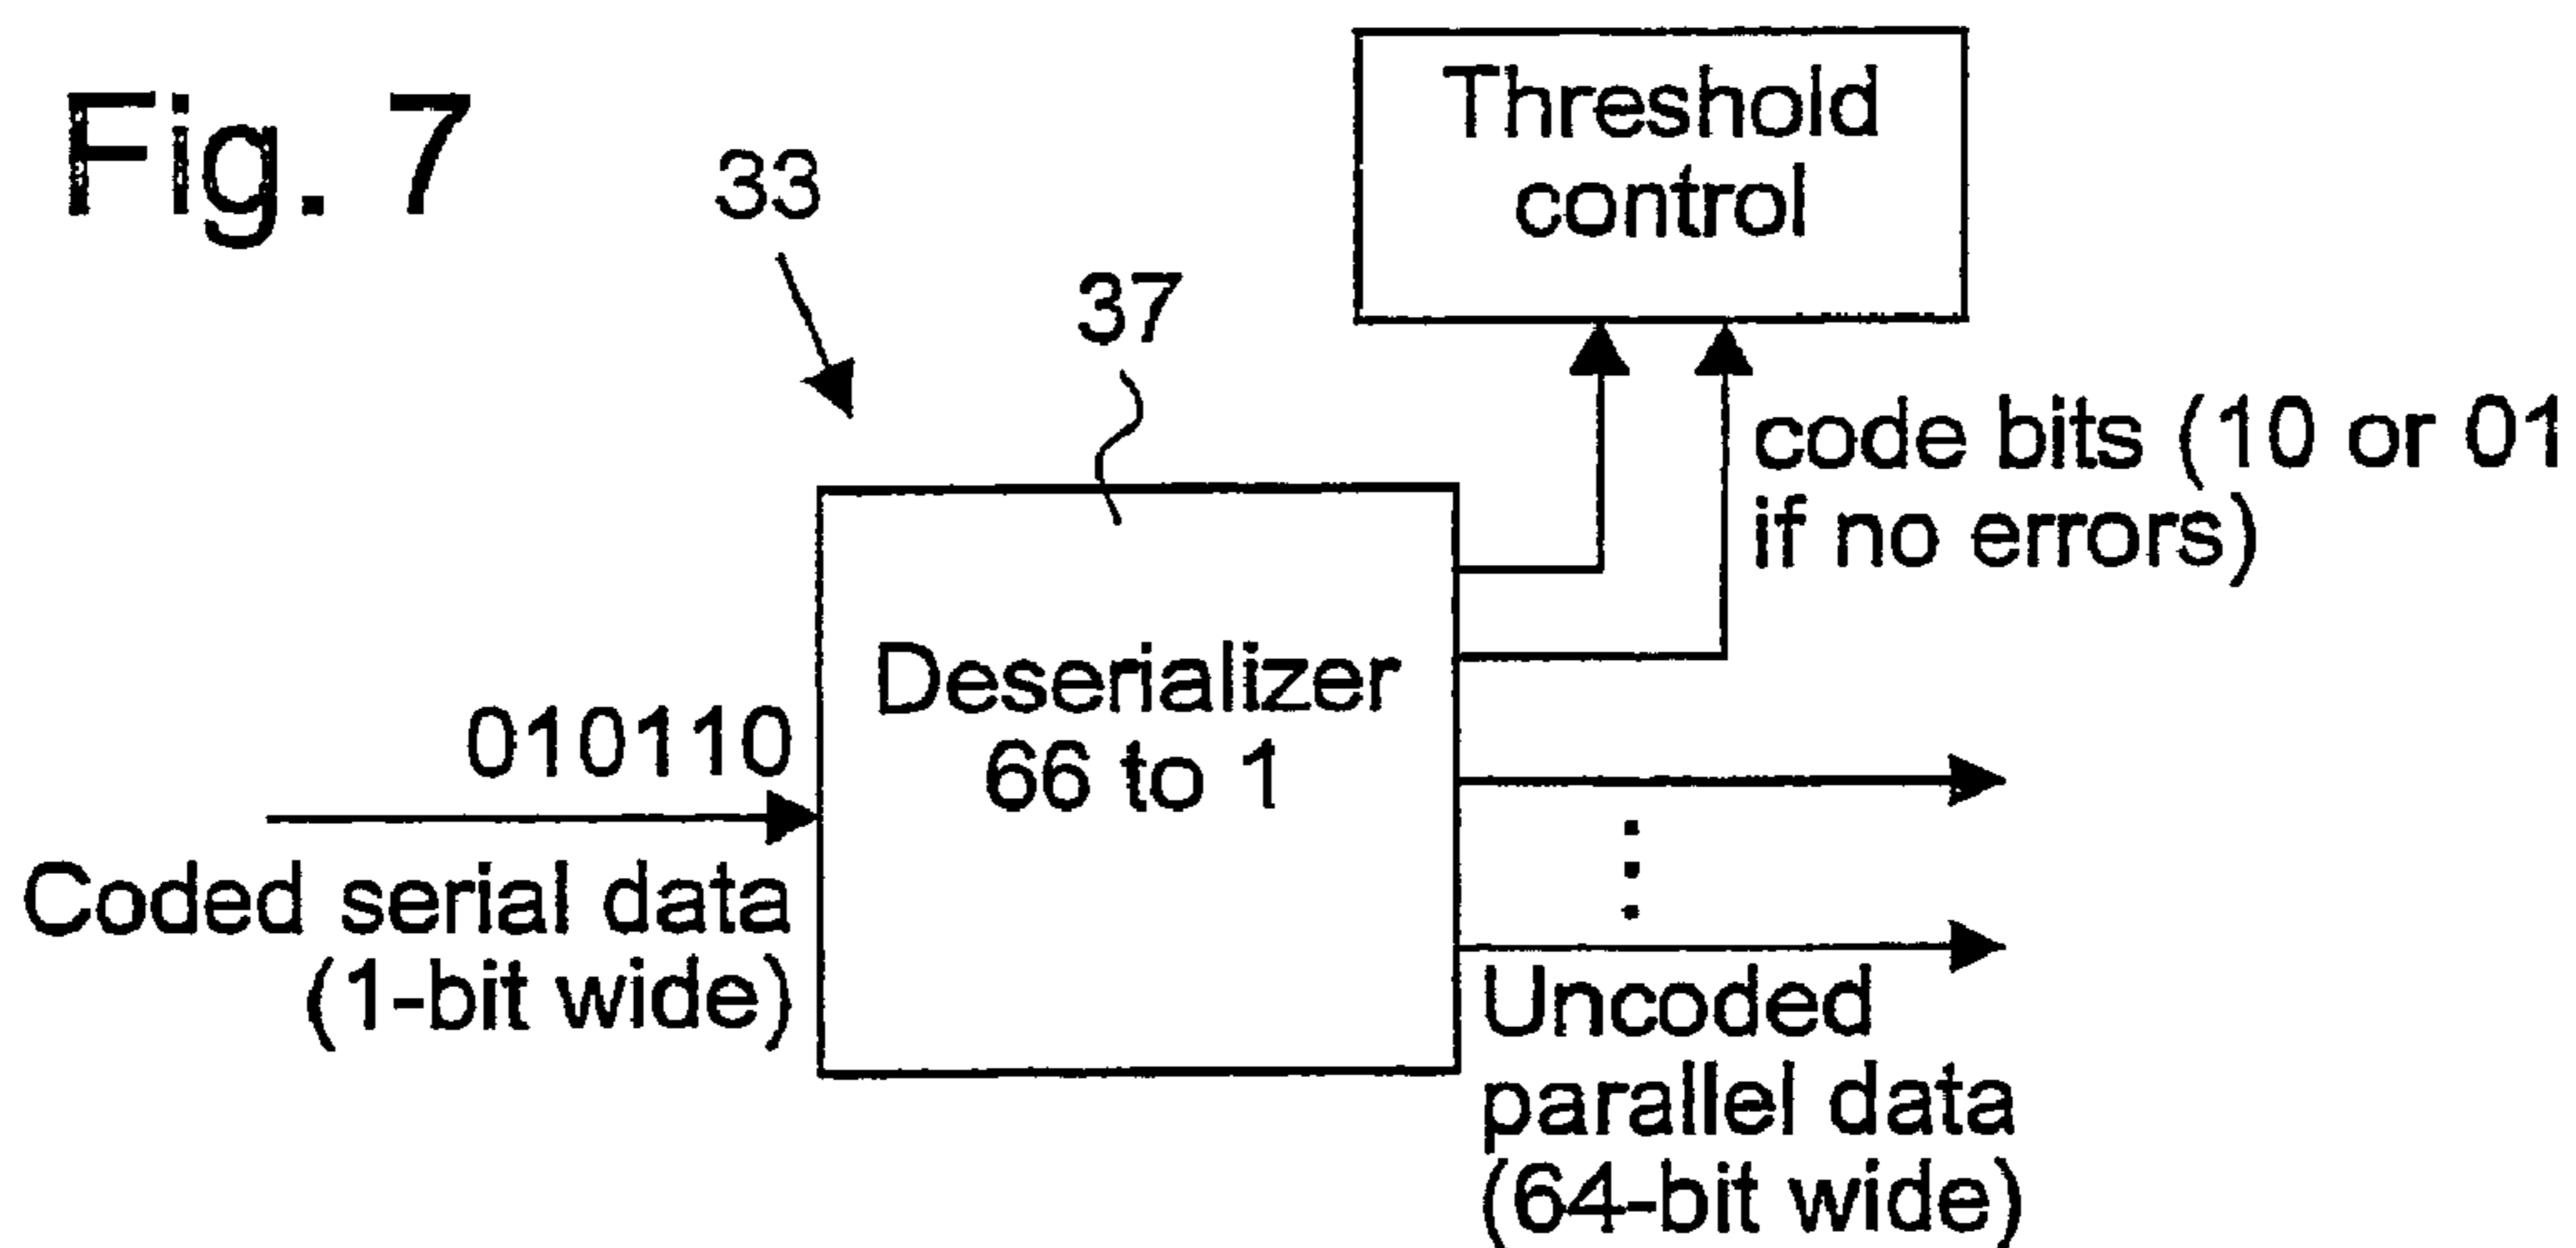 Fig. 7
33
37
Threshold
control
code bits (10 or 01
if no errors)
Deserializer
66 to 1
010110
Coded serial data
(1-bit wide)
Uncoded
parallel data
(64-bit wide)